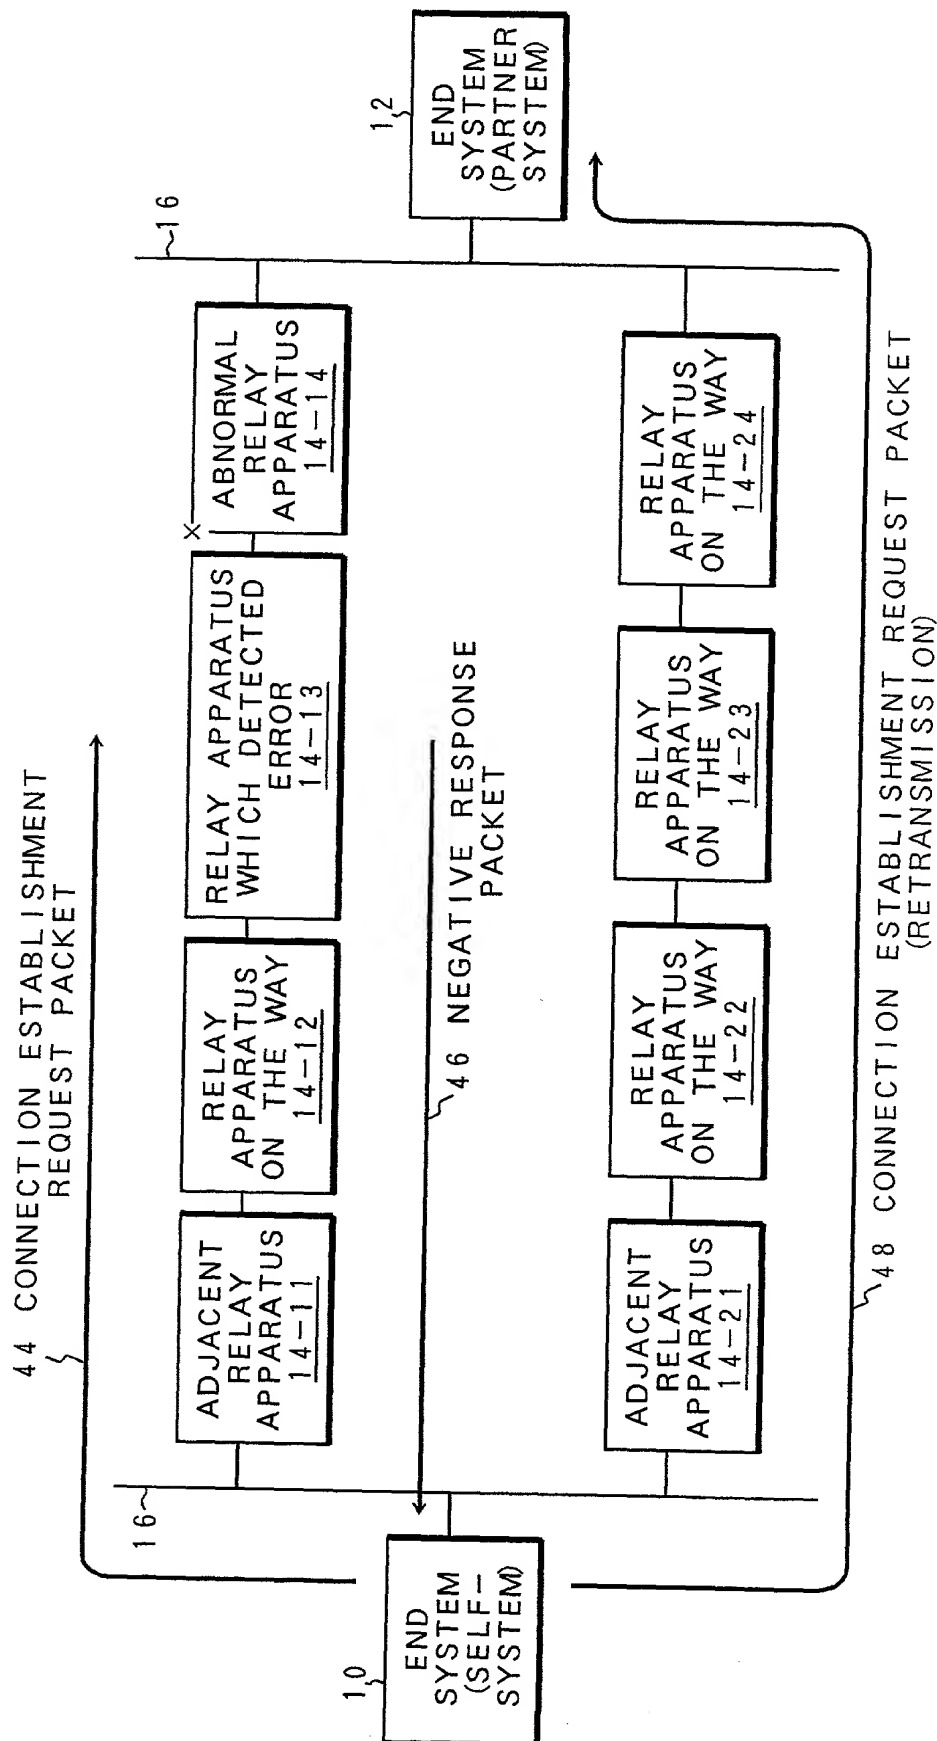 44 CONNECTION ESTABLISHMENT
REQUEST PACKET
16
16
10
END
SYSTEM
(SELF-
SYSTEM)
12
END
SYSTEM
(PARTNER
SYSTEM)
ADJACENT
RELAY
APPARATUS
14-11
RELAY
APPARATUS
ON THE WAY
14-12
RELAY APPARATUS
WHICH DETECTED
ERROR
14-13
X
ABNORMAL
RELAY
APPARATUS
14-14
46 NEGATIVE RESPONSE
PACKET
ADJACENT
RELAY
APPARATUS
14-21
RELAY
APPARATUS
ON THE WAY
14-22
RELAY
APPARATUS
ON THE WAY
14-23
RELAY
APPARATUS
ON THE WAY
14-24
48 CONNECTION ESTABLISHMENT REQUEST PACKET
(RETRANSMISSION)